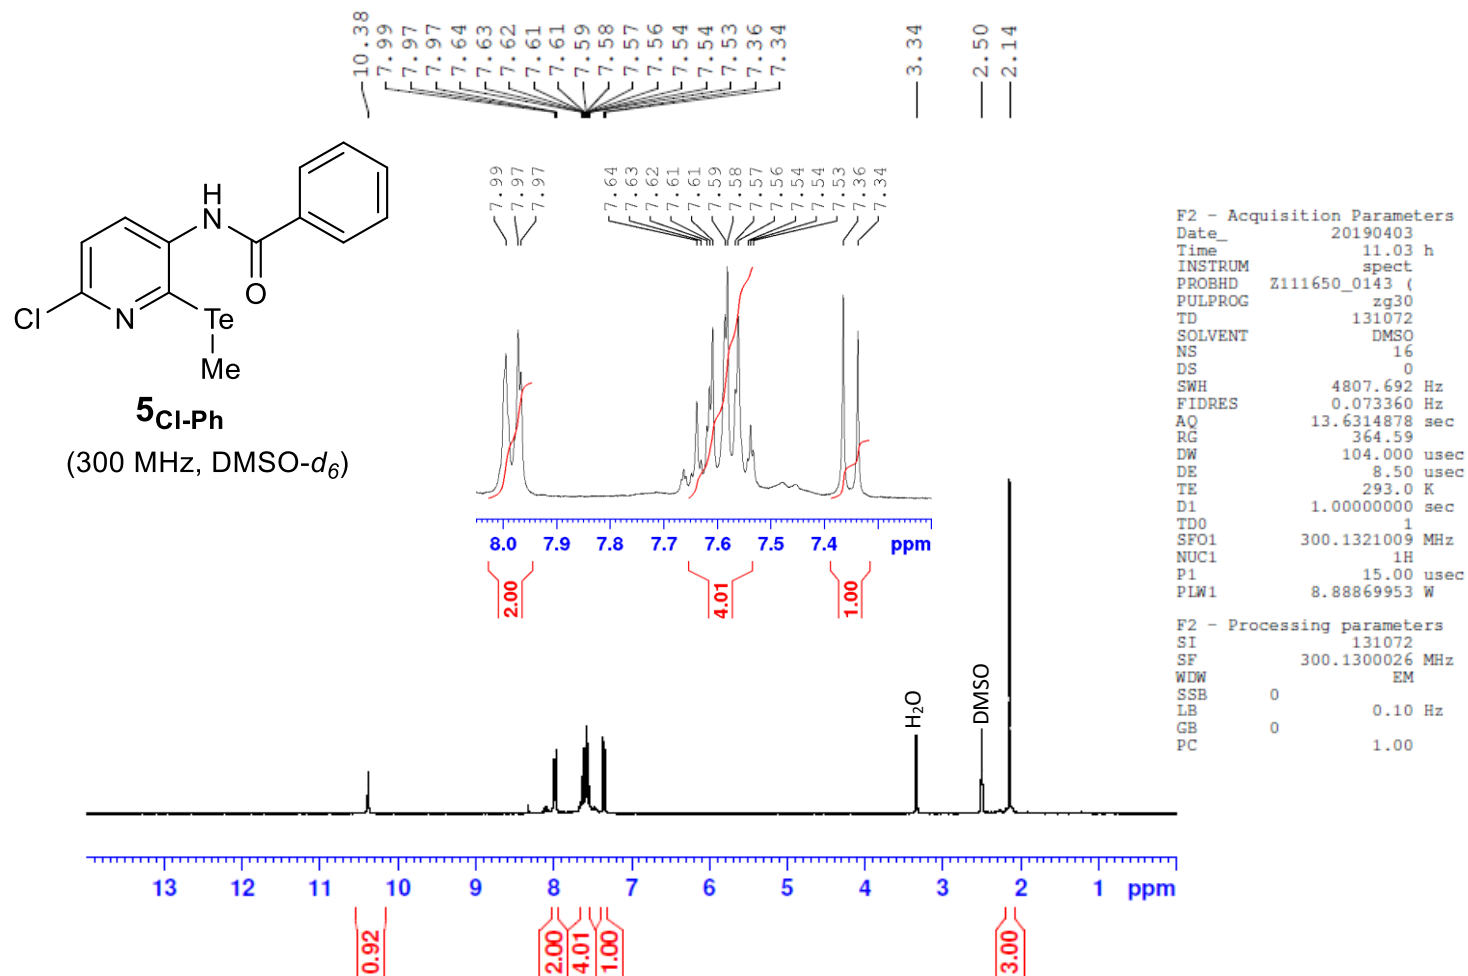 10.38
7.99
7.97
7.97
7.64
7.63
7.62
7.61
7.61
7.59
7.58
7.57
7.56
7.54
7.54
7.53
7.36
7.34
3.34
2.50
2.14
H
N
O
Cl
N
Te
Me
5Cl-Ph
(300 MHz, DMSO-d6)
7.99
7.97
7.97
7.64
7.63
7.62
7.61
7.61
7.59
7.58
7.57
7.56
7.54
7.54
7.53
7.36
7.34
8.0 7.9 7.8 7.7 7.6 7.5 7.4 ppm
2.00 4.01 1.00
F2 - Acquisition Parameters
Date_ 20190403
Time 11.03 h
INSTRUM spect
PROBHD Z111650_0143 (
PULPROG zg30
TD 131072
SOLVENT DMSO
NS 16
DS 0
SWH 4807.692 Hz
FIDRES 0.073360 Hz
AQ 13.6314878 sec
RG 364.59
DW 104.000 usec
DE 8.50 usec
TE 293.0 K
D1 1.00000000 sec
TD0 1
SFO1 300.1321009 MHz
NUC1 1H
P1 15.00 usec
PLW1 8.88869953 W
F2 - Processing parameters
SI 131072
SF 300.1300026 MHz
WDW EM
SSB 0
LB 0.10 Hz
GB 0
PC 1.00
H2O
DMSO
13 12 11 10 9 8 7 6 5 4 3 2 1 ppm
0.92 2.00 4.01 1.00 3.00